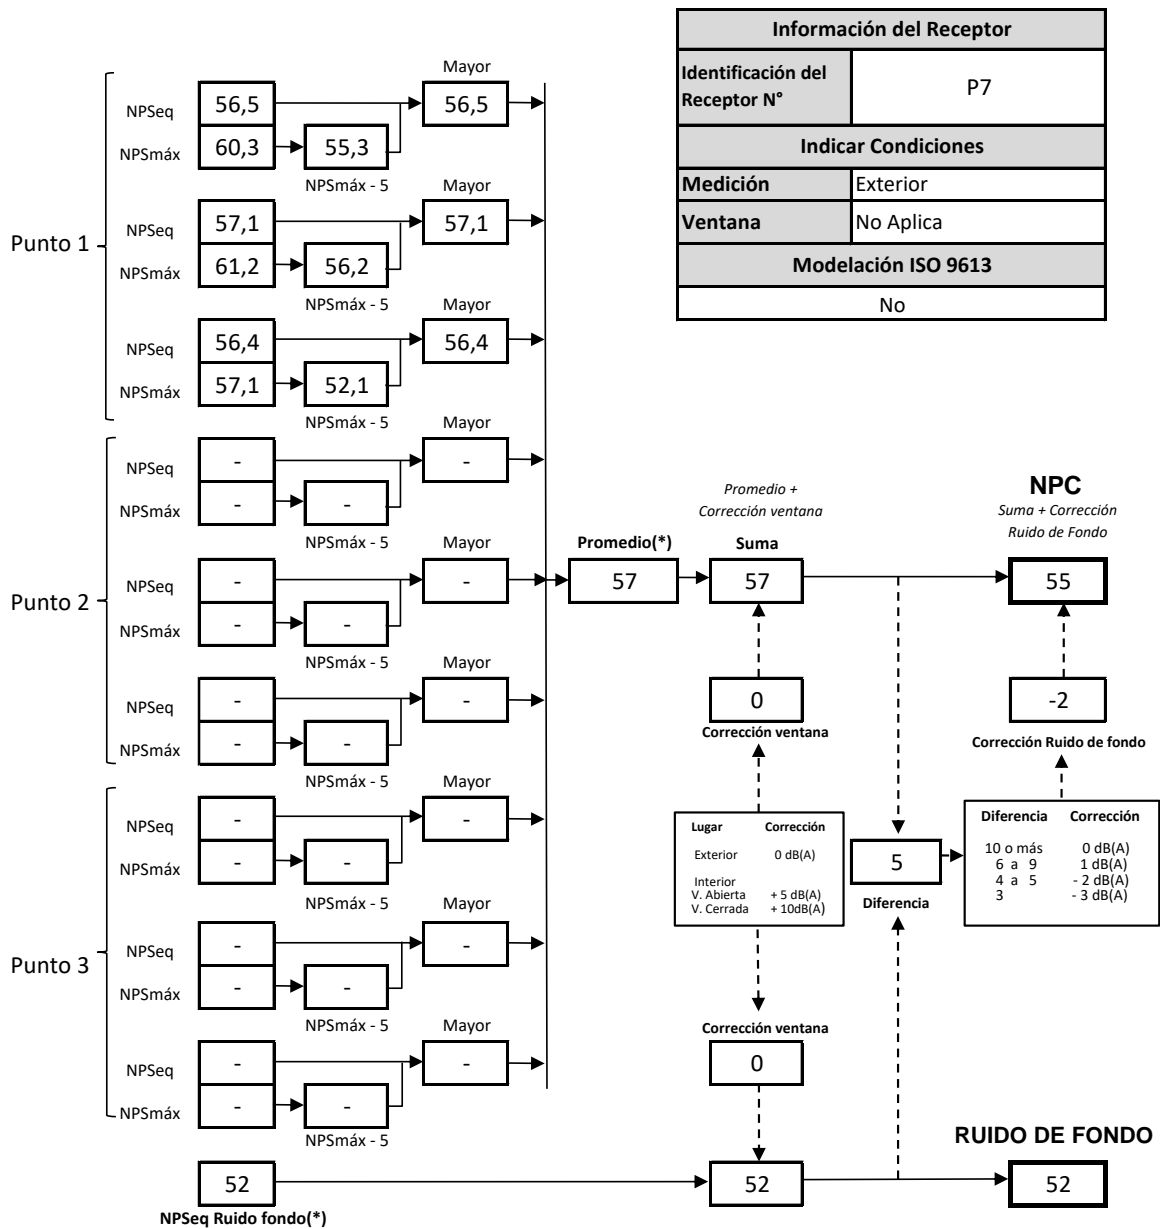 Información del Receptor
Identificación del Receptor N°
P7
Indicar Condiciones
Medición
Exterior
Ventana
No Aplica
Modelación ISO 9613
No
Punto 1
Mayor
NPSeq
56,5
56,5
NPSmáx
60,3
55,3
NPSmáx - 5
Mayor
NPSeq
57,1
57,1
NPSmáx
61,2
56,2
NPSmáx - 5
Mayor
NPSeq
56,4
56,4
NPSmáx
57,1
52,1
NPSmáx - 5
Punto 2
Mayor
NPSeq
-
-
NPSmáx
-
-
NPSmáx - 5
Mayor
NPSeq
-
-
NPSmáx
-
-
NPSmáx - 5
Mayor
NPSeq
-
-
NPSmáx
-
-
NPSmáx - 5
Punto 3
Mayor
NPSeq
-
-
NPSmáx
-
-
NPSmáx - 5
Mayor
NPSeq
-
-
NPSmáx
-
-
NPSmáx - 5
Mayor
NPSeq
-
-
NPSmáx
-
-
NPSmáx - 5
52
NPSeq Ruido fondo(*)
Promedio(*)
57
Promedio +
Corrección ventana
Suma
57
0
Corrección ventana
Lugar Corrección
Exterior 0 dB(A)
Interior
V. Abierta + 5 dB(A)
V. Cerrada + 10dB(A)
Corrección ventana
0
52
5
Diferencia
NPC
Suma + Corrección
Ruido de Fondo
55
-2
Corrección Ruido de fondo
Diferencia Corrección
10 o más 0 dB(A)
6 a 9 1 dB(A)
4 a 5 - 2 dB(A)
3 - 3 dB(A)
RUIDO DE FONDO
52